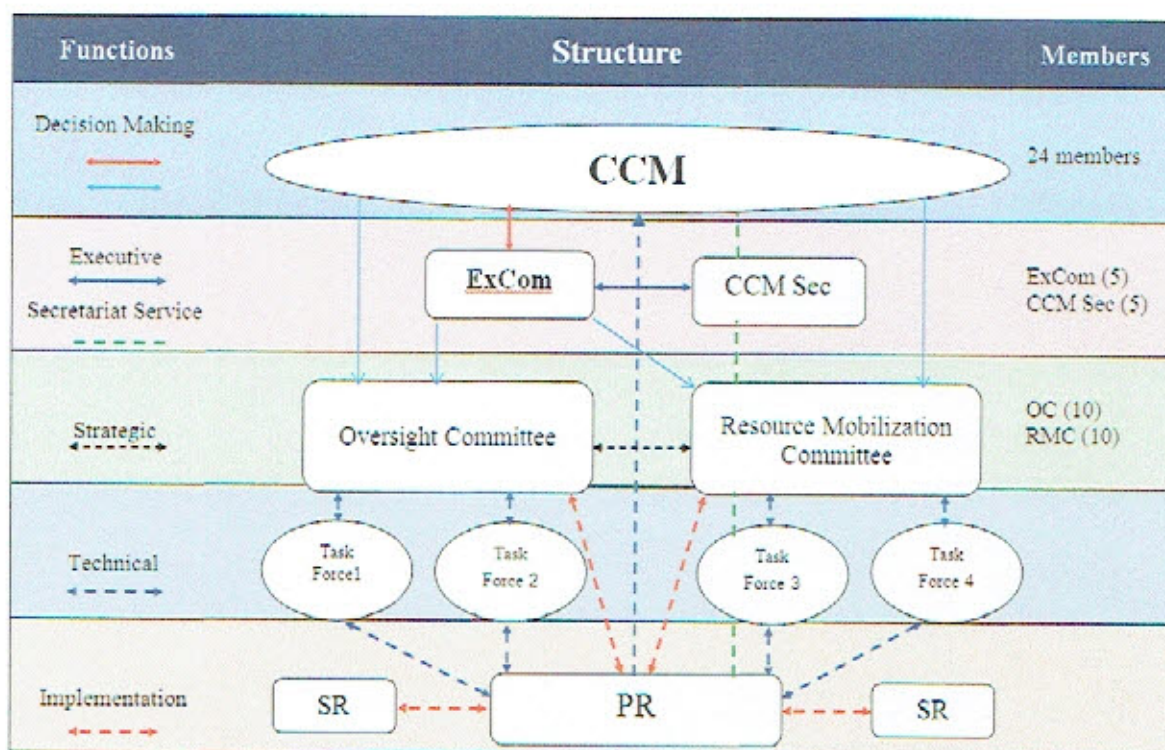 Functions
Structure
Members
Decision Making
CCM
24 members
Executive
Secretariat Service
ExCom
CCM Sec
ExCom (5)
CCM Sec (5)
Strategic
Oversight Committee
Resource Mobilization
Committee
OC (10)
RMC (10)
Technical
Task
Force1
Task
Force 2
Task
Force 3
Task
Force 4
Implementation
SR
PR
SR